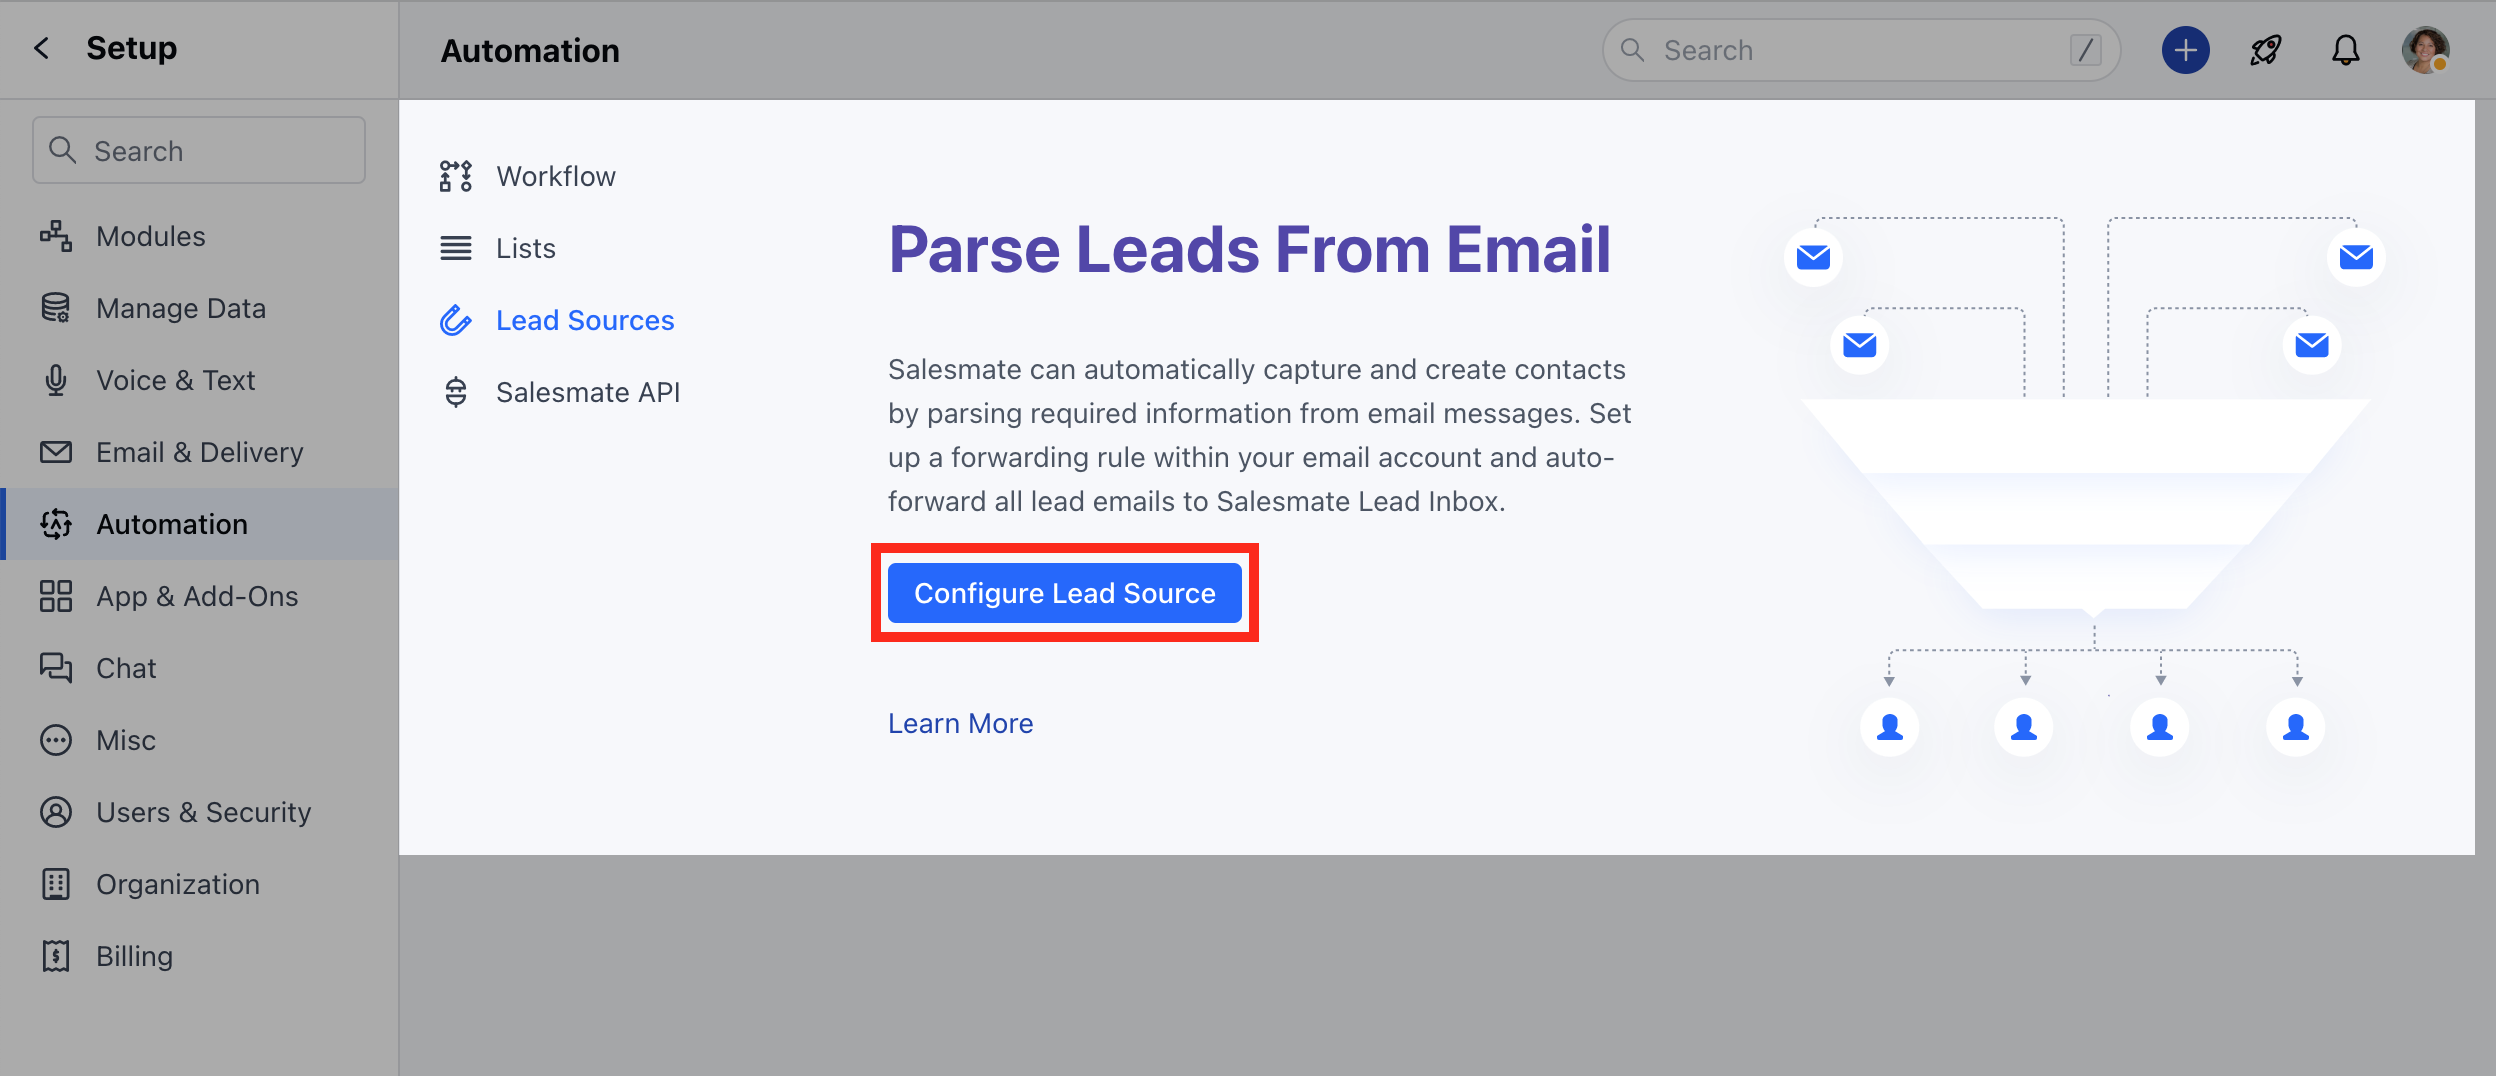 Setup
Automation
Search
/
Search
Modules
Manage Data
Voice & Text
Email & Delivery
Automation
App & Add-Ons
Chat
Misc
Users & Security
Organization
Billing
Workflow
Lists
Lead Sources
Salesmate API
Parse Leads From Email
Salesmate can automatically capture and create contacts
by parsing required information from email messages. Set
up a forwarding rule within your email account and auto-
forward all lead emails to Salesmate Lead Inbox.
Configure Lead Source
Learn More